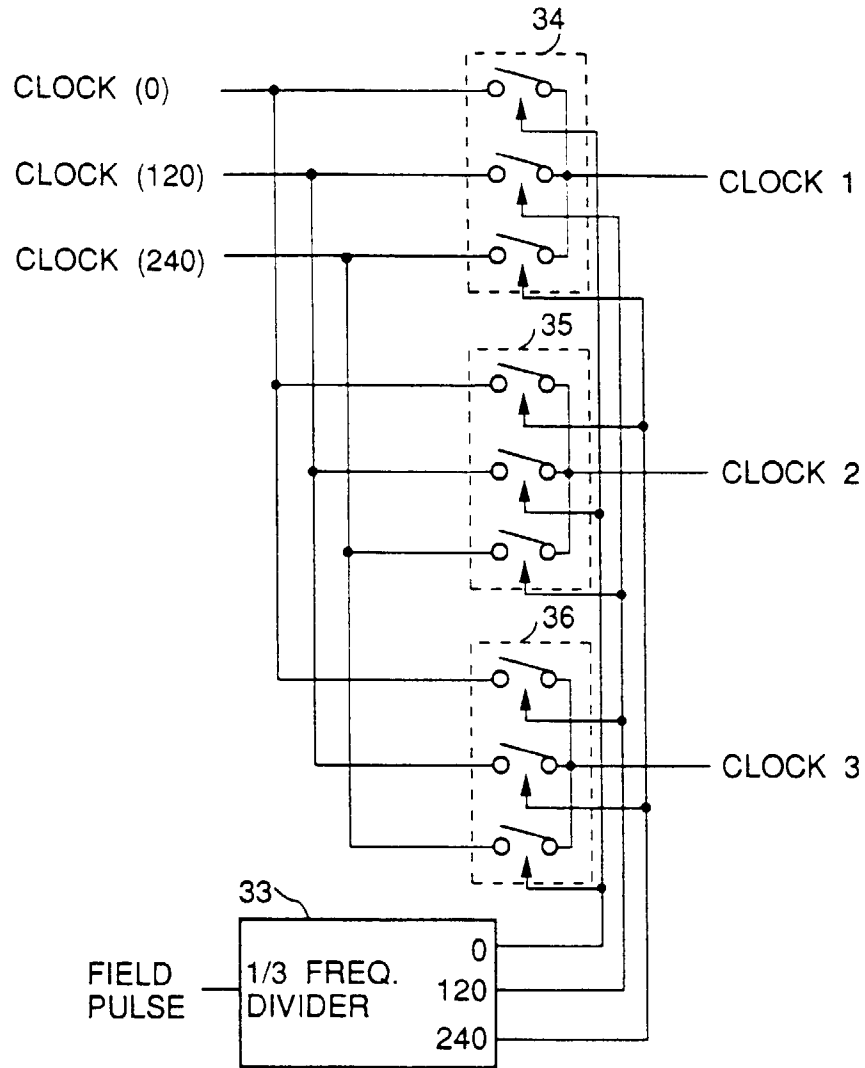 34
CLOCK (0)
CLOCK (120)
CLOCK 1
CLOCK (240)
35
CLOCK 2
36
CLOCK 3
33
FIELD
PULSE
1/3 FREQ.
DIVIDER
0
120
240